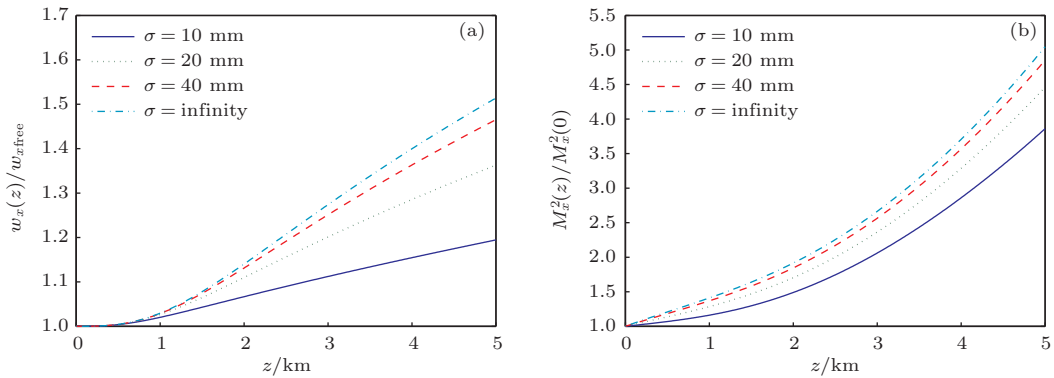 1.7
(a)
σ = 10 mm
σ = 20 mm
σ = 40 mm
σ = infinity
1.6
1.5
1.4
1.3
1.2
1.1
1.0
w_x(z)/w_xfree
0 1 2 3 4 5
z/km
5.5
(b)
σ = 10 mm
σ = 20 mm
σ = 40 mm
σ = infinity
5.0
4.5
4.0
3.5
3.0
2.5
2.0
1.5
1.0
M_x^2(z)/M_x^2(0)
0 1 2 3 4 5
z/km